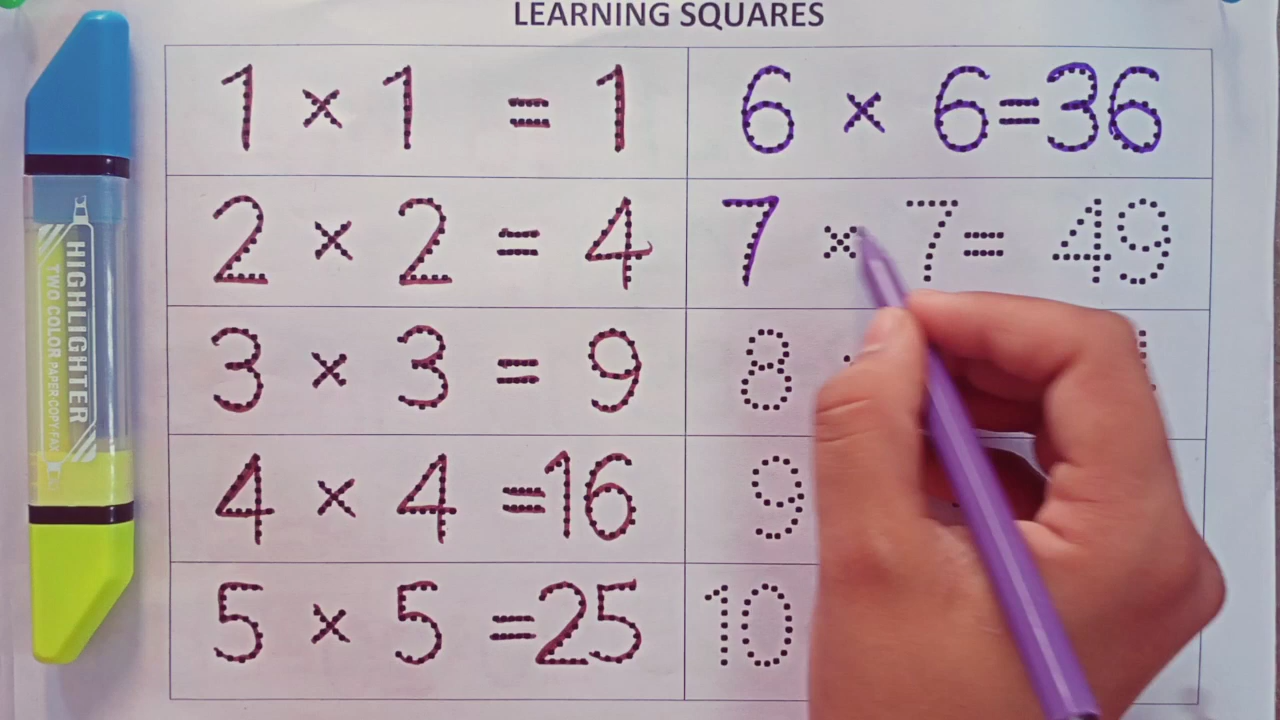 LEARNING SQUARES
1 × 1 = 1
6 × 6=36
2 × 2 = 4
7 × 7= 49
3 × 3 = 9
8
4 × 4 =16
9
5 × 5 =25
10
HIGHLIGHTER
TWO COLOR PAPER·COPY·FAX